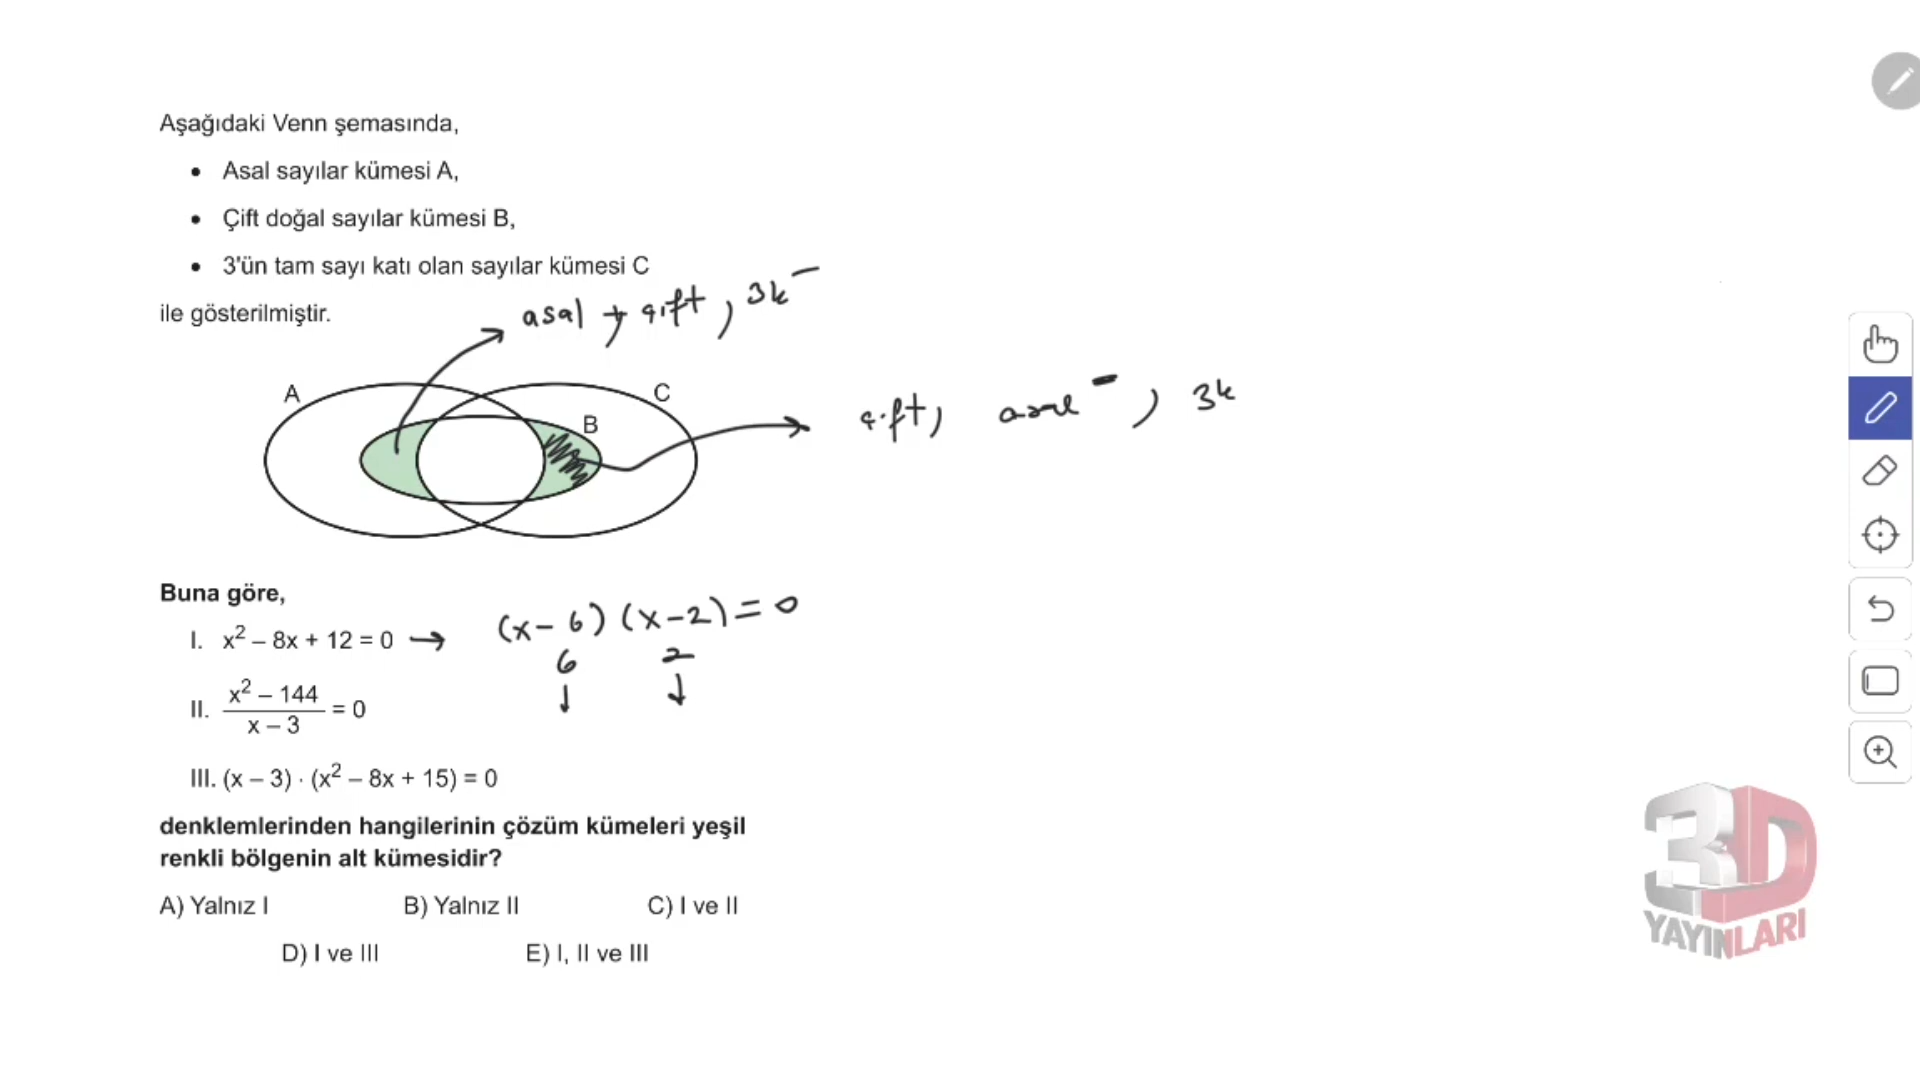 Aşağıdaki Venn şemasında,
• Asal sayılar kümesi A,
• Çift doğal sayılar kümesi B,
• 3'ün tam sayı katı olan sayılar kümesi C
ile gösterilmiştir.
asal, çift, 3k⁻
A
C
B
çift, asal⁻, 3k
Buna göre,
I. x² – 8x + 12 = 0 → (x – 6) (x – 2) = 0
6 2
↓ ↓
II. (x² – 144)/(x – 3) = 0
III. (x – 3) · (x² – 8x + 15) = 0
denklemlerinden hangilerinin çözüm kümeleri yeşil
renkli bölgenin alt kümesidir?
A) Yalnız I B) Yalnız II C) I ve II
D) I ve III E) I, II ve III
3D
YAYINLARI